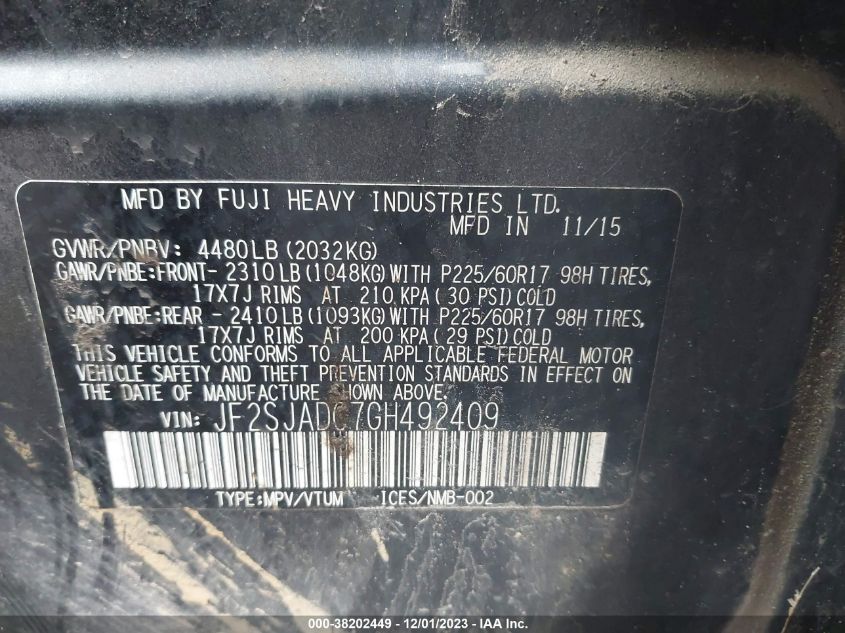 MFD BY FUJI HEAVY INDUSTRIES LTD.
MFD IN 11/15
GVWR/PNBV: 4480LB (2032KG)
GAWR/PNBE:FRONT- 2310LB (1048KG) WITH P225/60R17 98H TIRES,
17X7J RIMS AT 210 KPA ( 30 PSI) COLD
GAWR/PNBE:REAR - 2410LB (1093KG) WITH P225/60R17 98H TIRES,
17X7J RIMS AT 200 KPA ( 29 PSI) COLD
THIS VEHICLE CONFORMS TO ALL APPLICABLE FEDERAL MOTOR
VEHICLE SAFETY AND THEFT PREVENTION STANDARDS IN EFFECT ON
THE DATE OF MANUFACTURE SHOWN ABOVE.
VIN: JF2SJADC7GH492409
TYPE:MPV/VTUM ICES/NMB-002
000-38202449 - 12/01/2023 - IAA Inc.